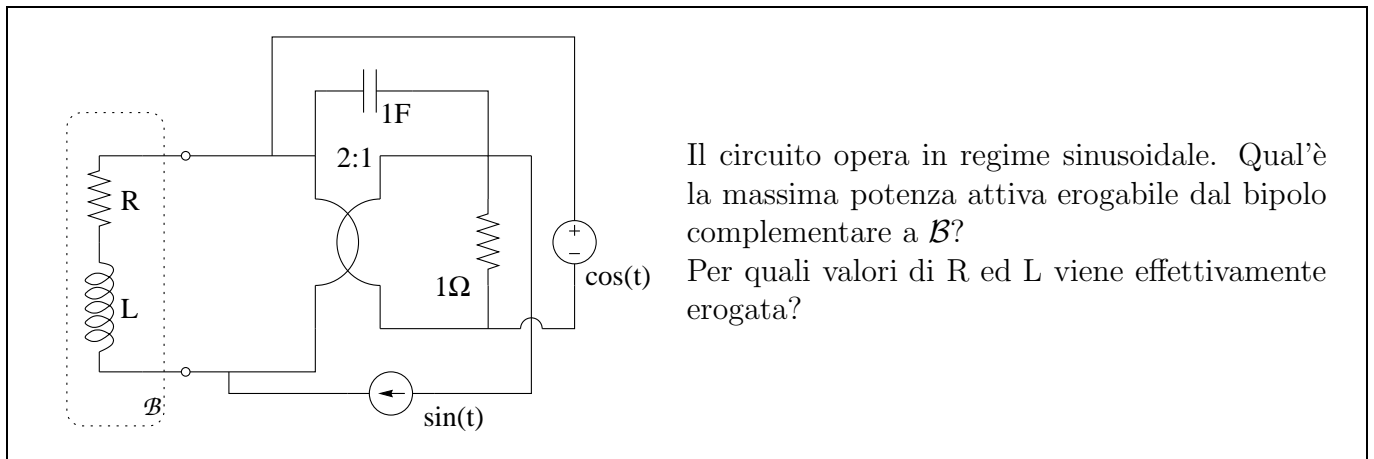 1F
2:1
R
L
1Ω
+
−
cos(t)
sin(t)
B
Il circuito opera in regime sinusoidale. Qual'è
la massima potenza attiva erogabile dal bipolo
complementare a B?
Per quali valori di R ed L viene effettivamente
erogata?